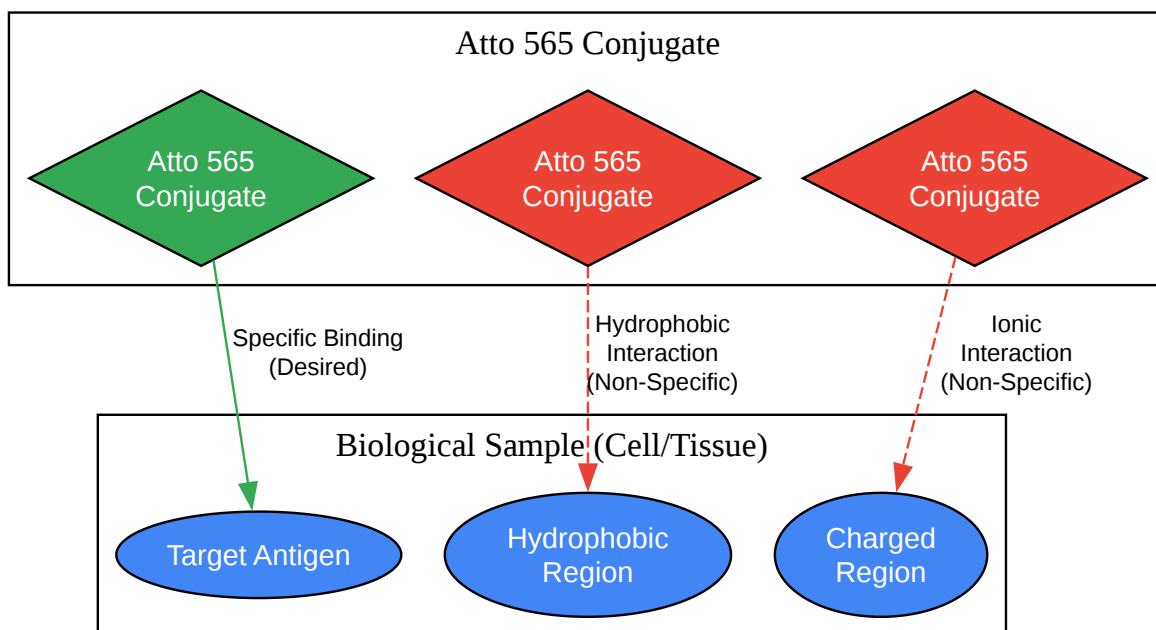 Atto 565 Conjugate
Atto 565
Conjugate
Atto 565
Conjugate
Atto 565
Conjugate
Specific Binding
(Desired)
Hydrophobic
Interaction
(Non-Specific)
Ionic
Interaction
(Non-Specific)
Biological Sample (Cell/Tissue)
Target Antigen
Hydrophobic
Region
Charged
Region